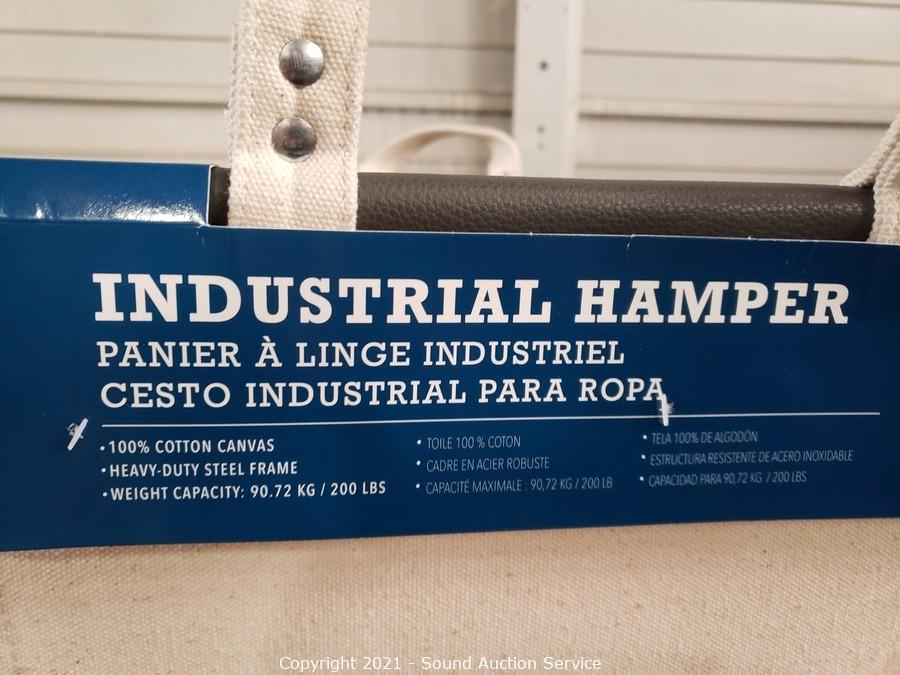 INDUSTRIAL HAMPER
PANIER À LINGE INDUSTRIEL
CESTO INDUSTRIAL PARA ROPA
• 100% COTTON CANVAS
• HEAVY-DUTY STEEL FRAME
• WEIGHT CAPACITY: 90.72 KG / 200 LBS
• TOILE 100 % COTON
• CADRE EN ACIER ROBUSTE
• CAPACITÉ MAXIMALE : 90,72 KG / 200 LB
• TELA 100% DE ALGODÓN
• ESTRUCTURA RESISTENTE DE ACERO INOXIDABLE
• CAPACIDAD PARA 90,72 KG / 200 LBS
Copyright 2021 - Sound Auction Service